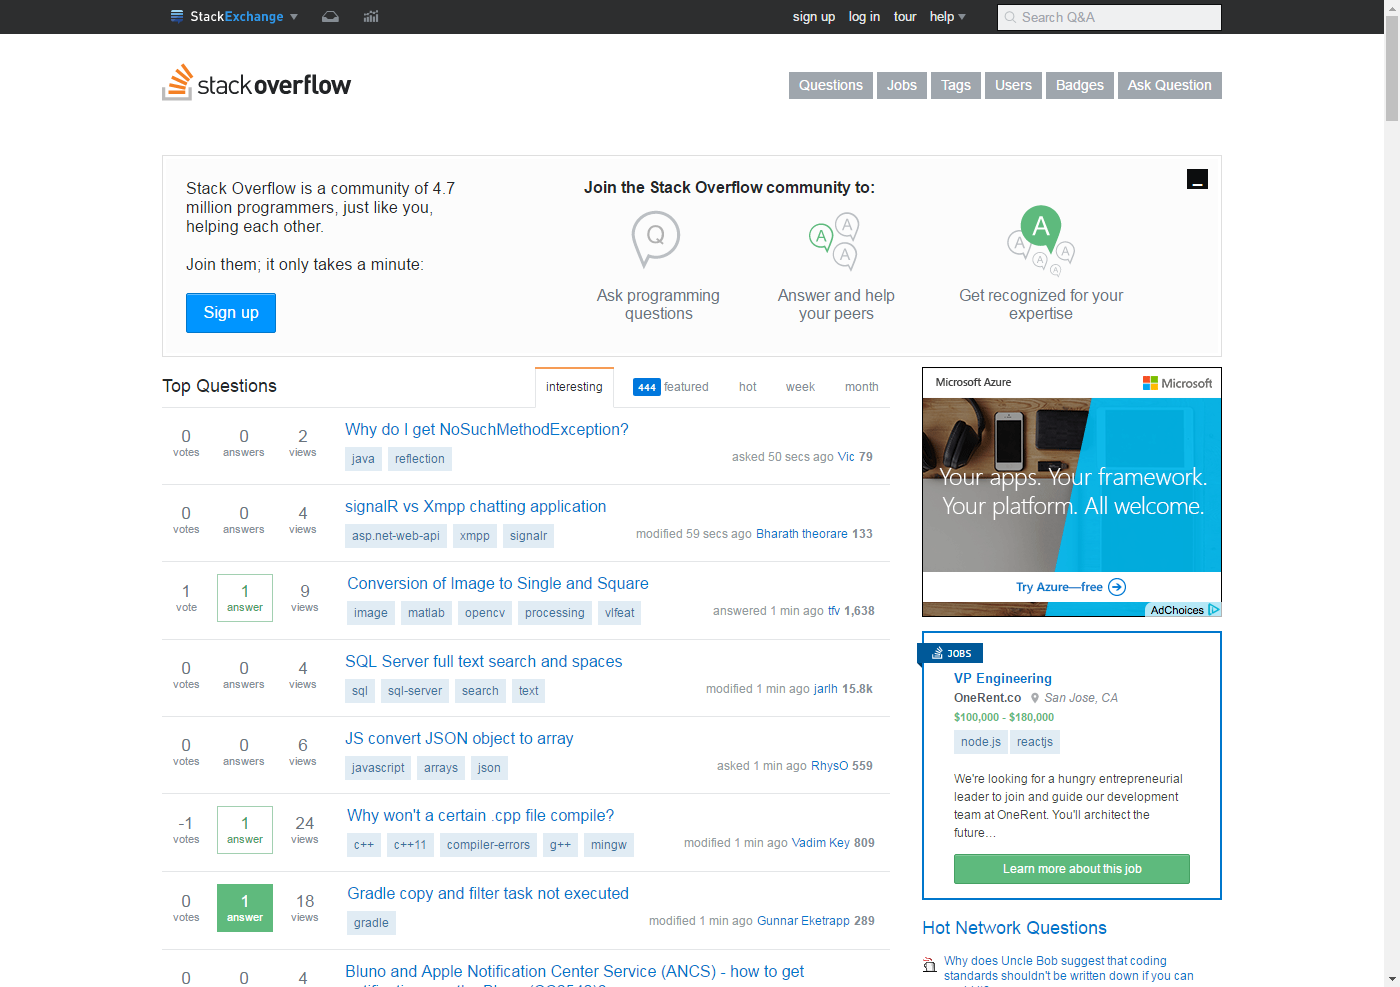 StackExchange
sign up log in tour help
Search Q&A
stackoverflow
Questions Jobs Tags Users Badges Ask Question
Stack Overflow is a community of 4.7
million programmers, just like you,
helping each other.
Join them; it only takes a minute:
Sign up
Join the Stack Overflow community to:
Q
A A A
A A A A A
Ask programming
questions
Answer and help
your peers
Get recognized for your
expertise
Top Questions
interesting 444 featured hot week month
0 votes 0 answers 2 views
Why do I get NoSuchMethodException?
java reflection
asked 50 secs ago Vic 79
0 votes 0 answers 4 views
signalR vs Xmpp chatting application
asp.net-web-api xmpp signalr
modified 59 secs ago Bharath theorare 133
1 vote 1 answer 9 views
Conversion of Image to Single and Square
image matlab opencv processing vlfeat
answered 1 min ago tfv 1,638
0 votes 0 answers 4 views
SQL Server full text search and spaces
sql sql-server search text
modified 1 min ago jarlh 15.8k
0 votes 0 answers 6 views
JS convert JSON object to array
javascript arrays json
asked 1 min ago RhysO 559
-1 votes 1 answer 24 views
Why won't a certain .cpp file compile?
c++ c++11 compiler-errors g++ mingw
modified 1 min ago Vadim Key 809
0 votes 1 answer 18 views
Gradle copy and filter task not executed
gradle
modified 1 min ago Gunnar Eketrapp 289
0 0 4
Bluno and Apple Notification Center Service (ANCS) - how to get
Microsoft Azure
Microsoft
Your apps. Your framework.
Your platform. All welcome.
Try Azure—free
AdChoices
JOBS
VP Engineering
OneRent.co San Jose, CA
$100,000 - $180,000
node.js reactjs
We're looking for a hungry entrepreneurial
leader to join and guide our development
team at OneRent. You'll architect the
future…
Learn more about this job
Hot Network Questions
Why does Uncle Bob suggest that coding
standards shouldn't be written down if you can